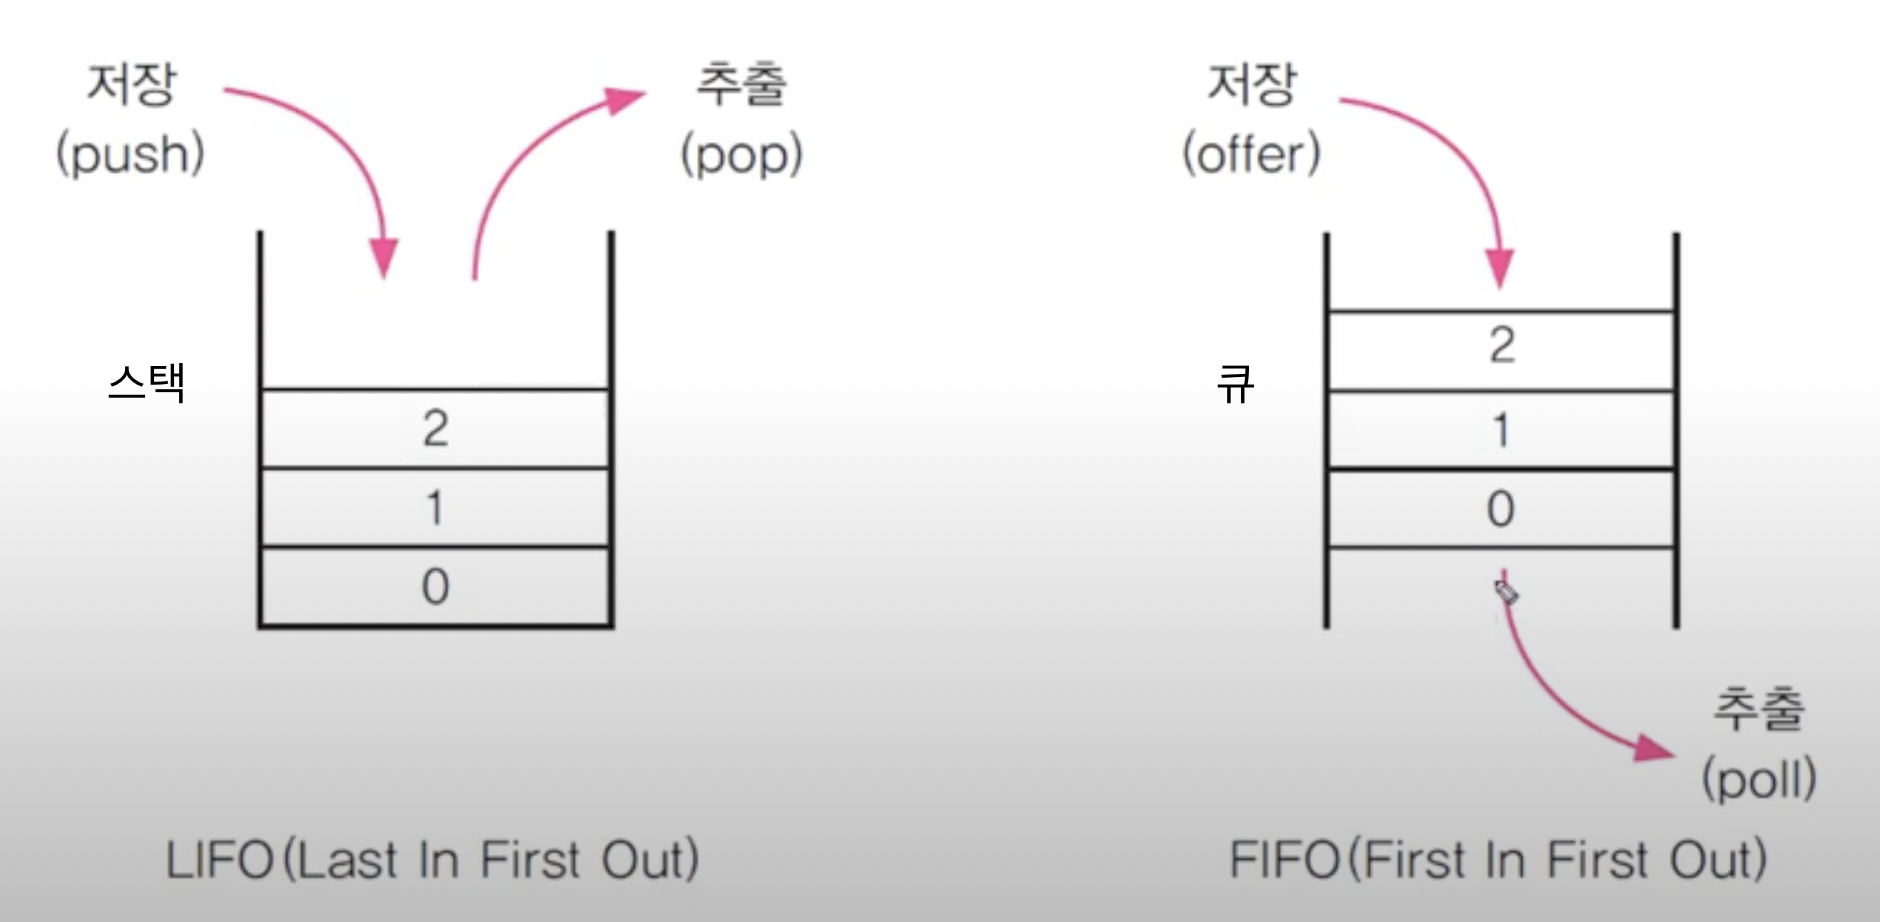 저장
(push)
추출
(pop)
스택
2
1
0
LIFO(Last In First Out)
저장
(offer)
큐
2
1
0
추출
(poll)
FIFO(First In First Out)